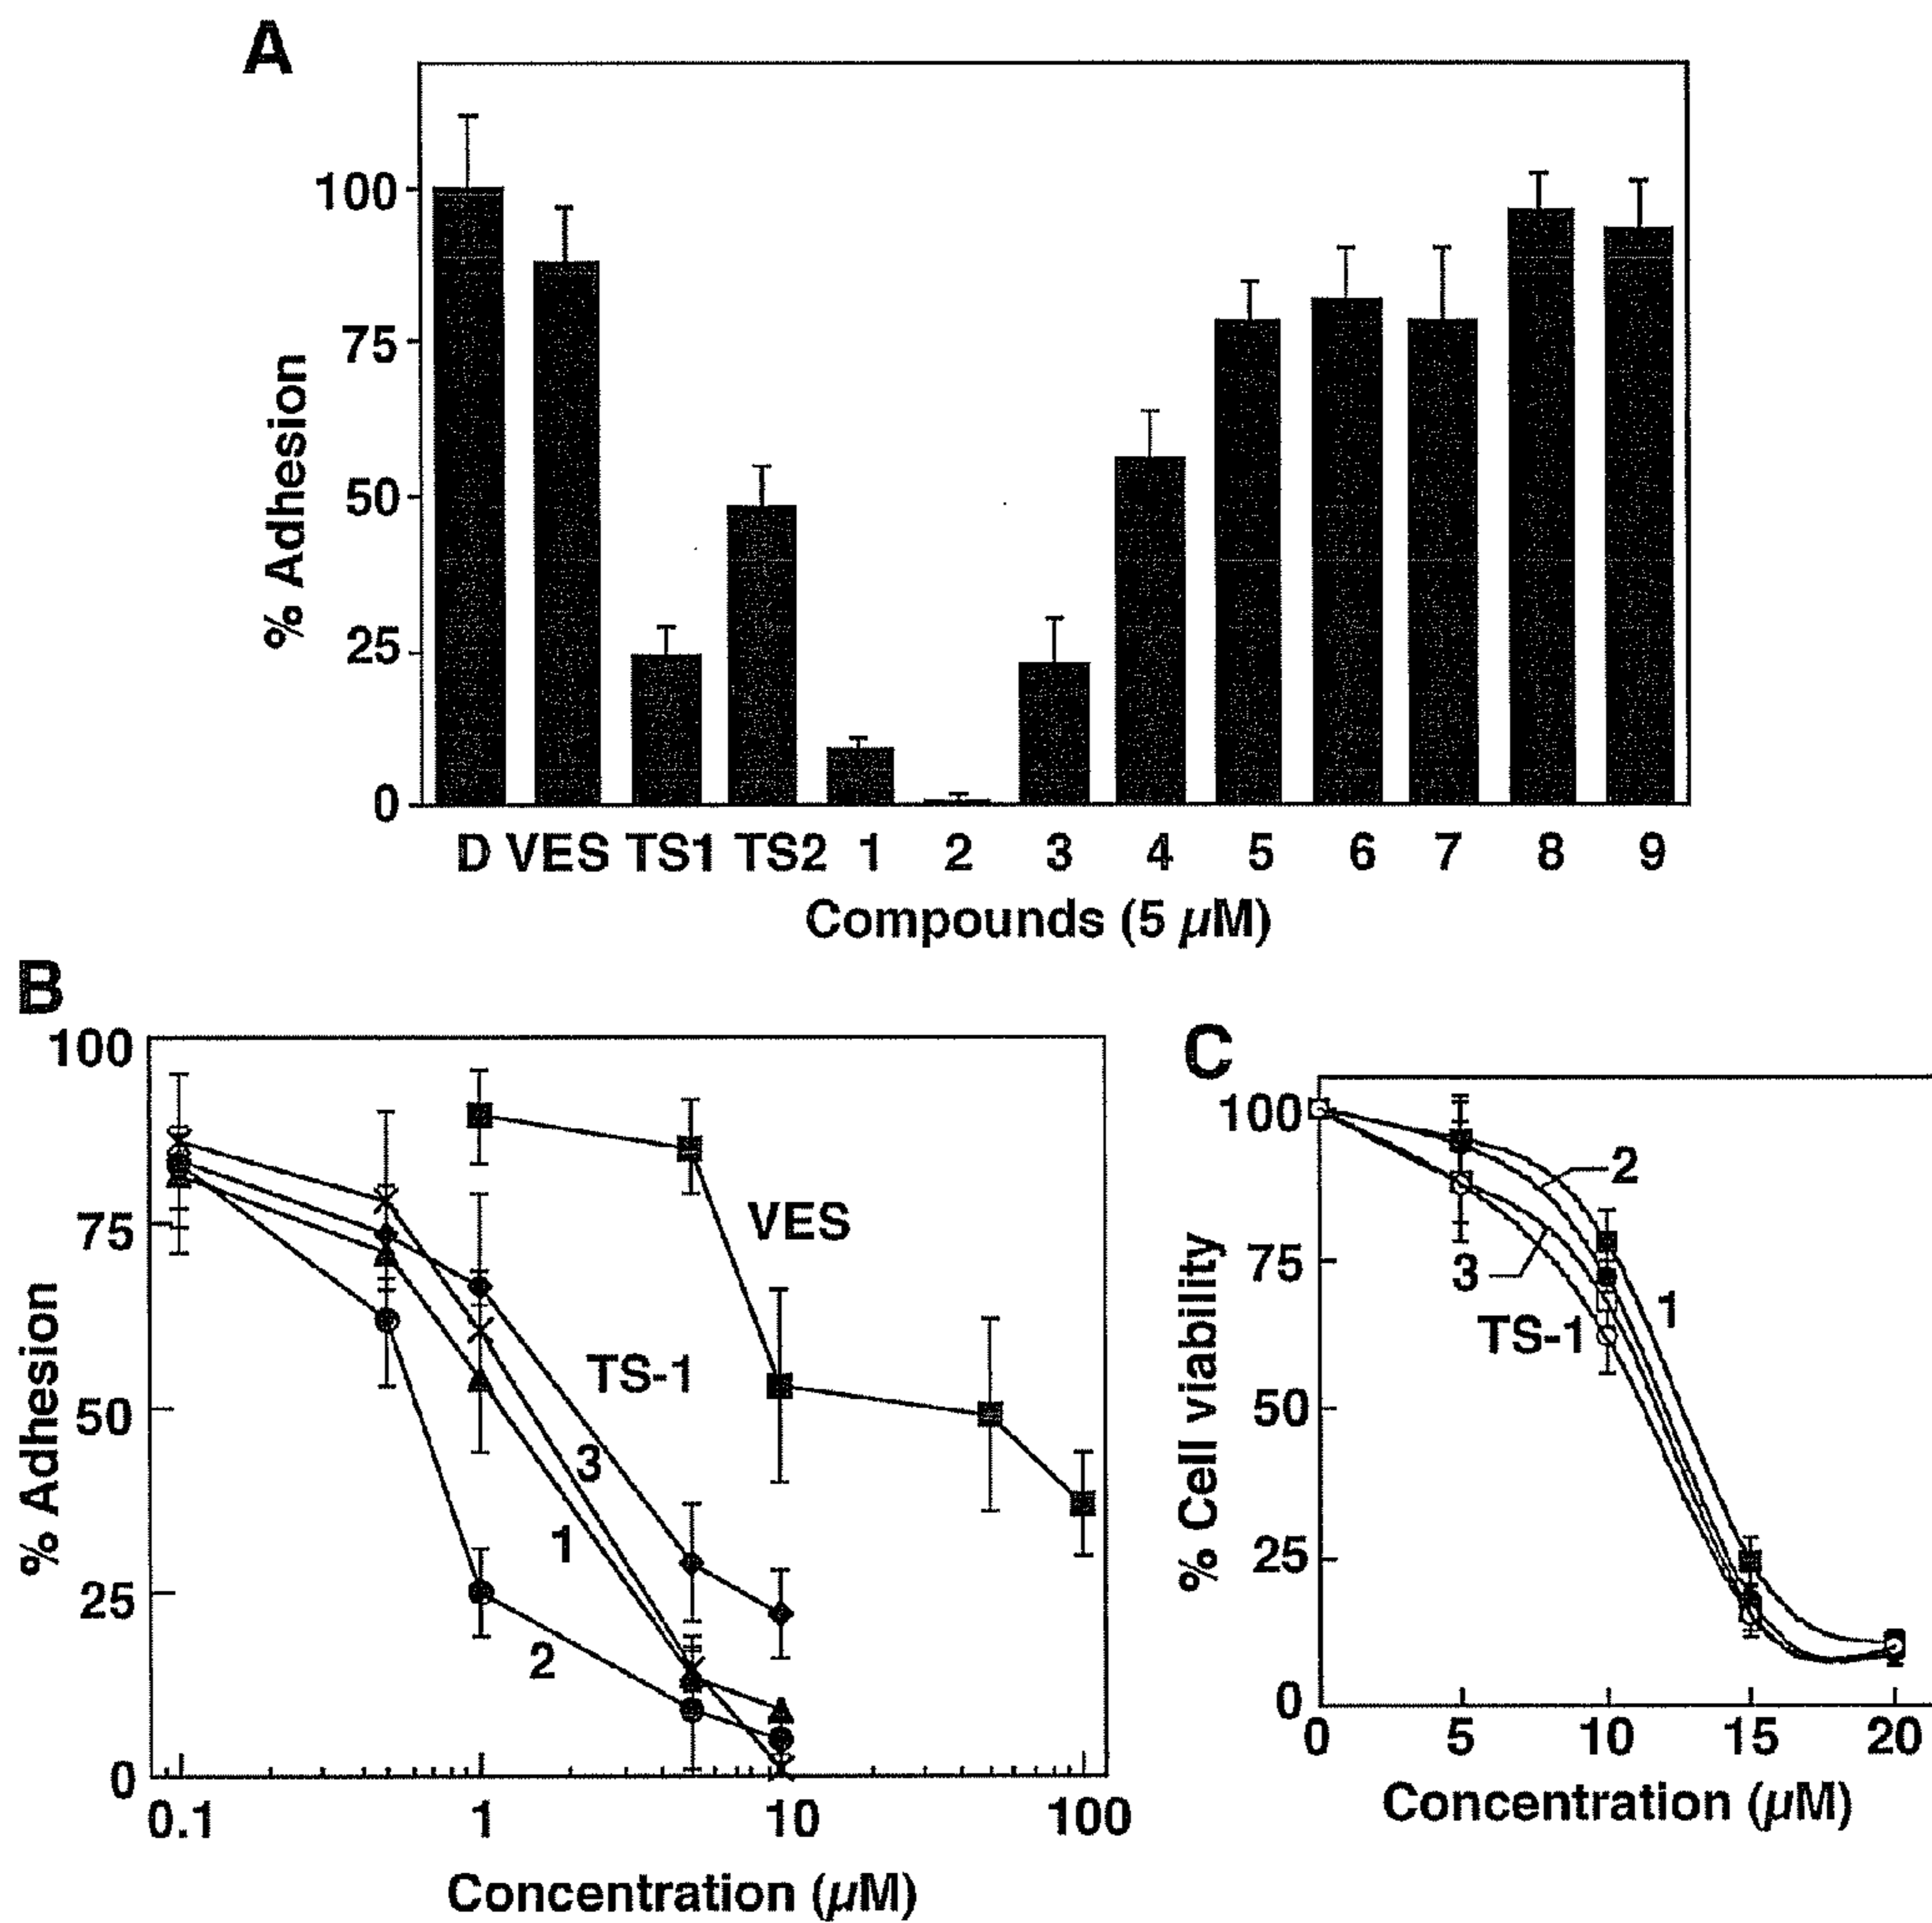 A
100
75
50
25
0
% Adhesion
D VES TS1 TS2 1 2 3 4 5 6 7 8 9
Compounds (5 µM)
B
100
75
50
25
0
% Adhesion
VES
TS-1
3
1
2
0.1 1 10 100
Concentration (µM)
C
100
75
50
25
0
% Cell viability
2
3
1
TS-1
0 5 10 15 20
Concentration (µM)